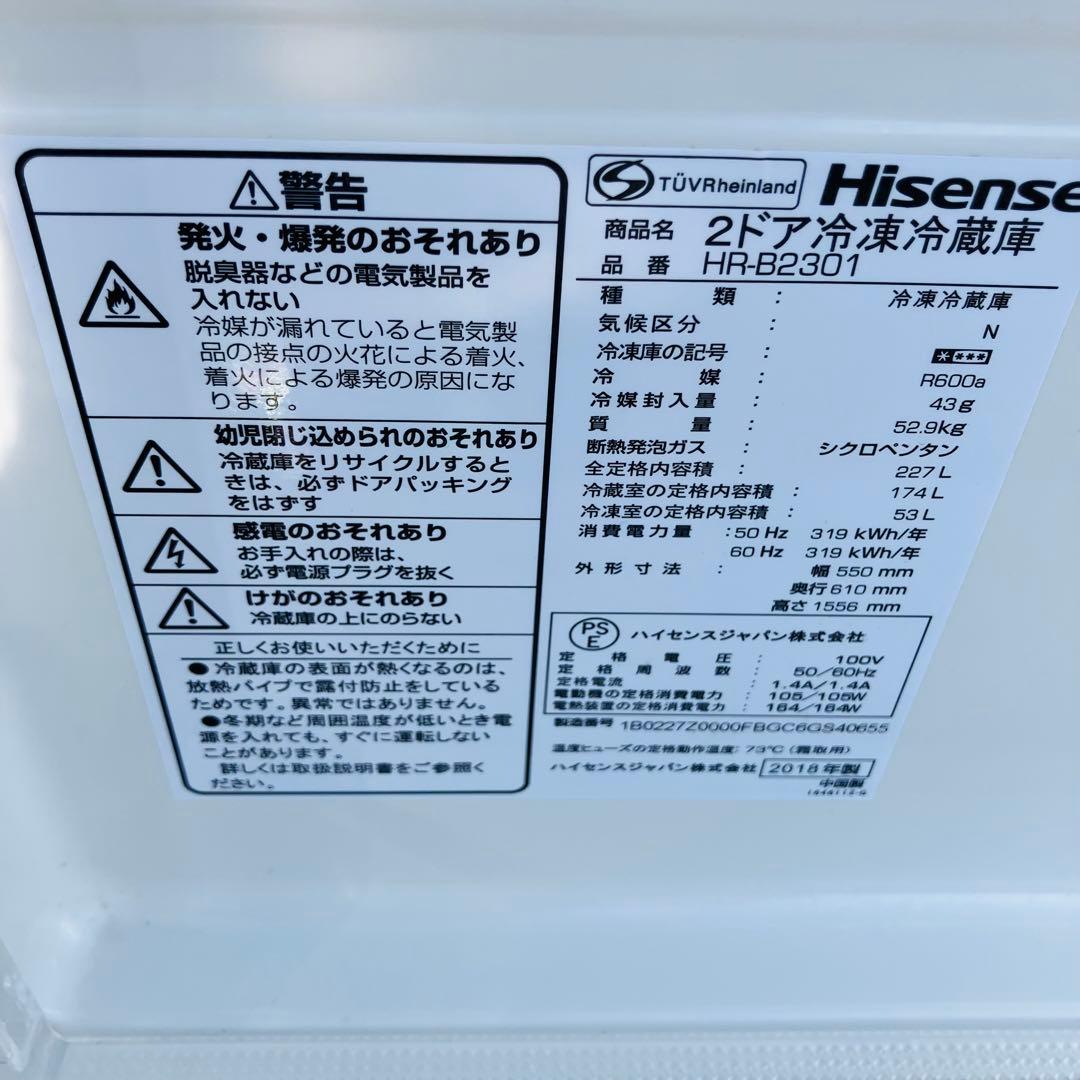 警告
発火・爆発のおそれあり
脱臭器などの電気製品を
入れない
冷媒が漏れていると電気製
品の接点の火花による着火、
着火による爆発の原因にな
ります。
幼児閉じ込められのおそれあり
冷蔵庫をリサイクルすると
きは、必ずドアパッキング
をはずす
感電のおそれあり
お手入れの際は、
必ず電源プラグを抜く
けがのおそれあり
冷蔵庫の上にのらない
正しくお使いいただくために
●冷蔵庫の表面が熱くなるのは、
放熱パイプで露付防止をしている
ためです。異常ではありません。
●冬期など周囲温度が低いとき電
源を入れても、すぐに運転しない
ことがあります。
詳しくは取扱説明書をご参照く
ださい。
TÜVRheinland
Hisense
商品名 2ドア冷凍冷蔵庫
品番 HR-B2301
種類 : 冷凍冷蔵庫
気候区分 : N
冷凍庫の記号 : ****
冷媒 : R600a
冷媒封入量 : 43g
質量 : 52.9kg
断熱発泡ガス : シクロペンタン
全定格内容積 : 227L
冷蔵室の定格内容積 : 174L
冷凍室の定格内容積 : 53L
消費電力量 : 50Hz 319kWh/年
60Hz 319kWh/年
外形寸法 : 幅550mm
奥行610mm
高さ1556mm
PSE ハイセンスジャパン株式会社
定格電圧 : 100V
定格周波数 : 50/60Hz
定格電流 : 1.4A/1.4A
電動機の定格消費電力 : 105/105W
電熱装置の定格消費電力 : 164/164W
製造番号 1B0227Z0000FBGC6GS40655
温度ヒューズの定格動作温度:73℃(霜取用)
ハイセンスジャパン株式会社 2018年製
中国製